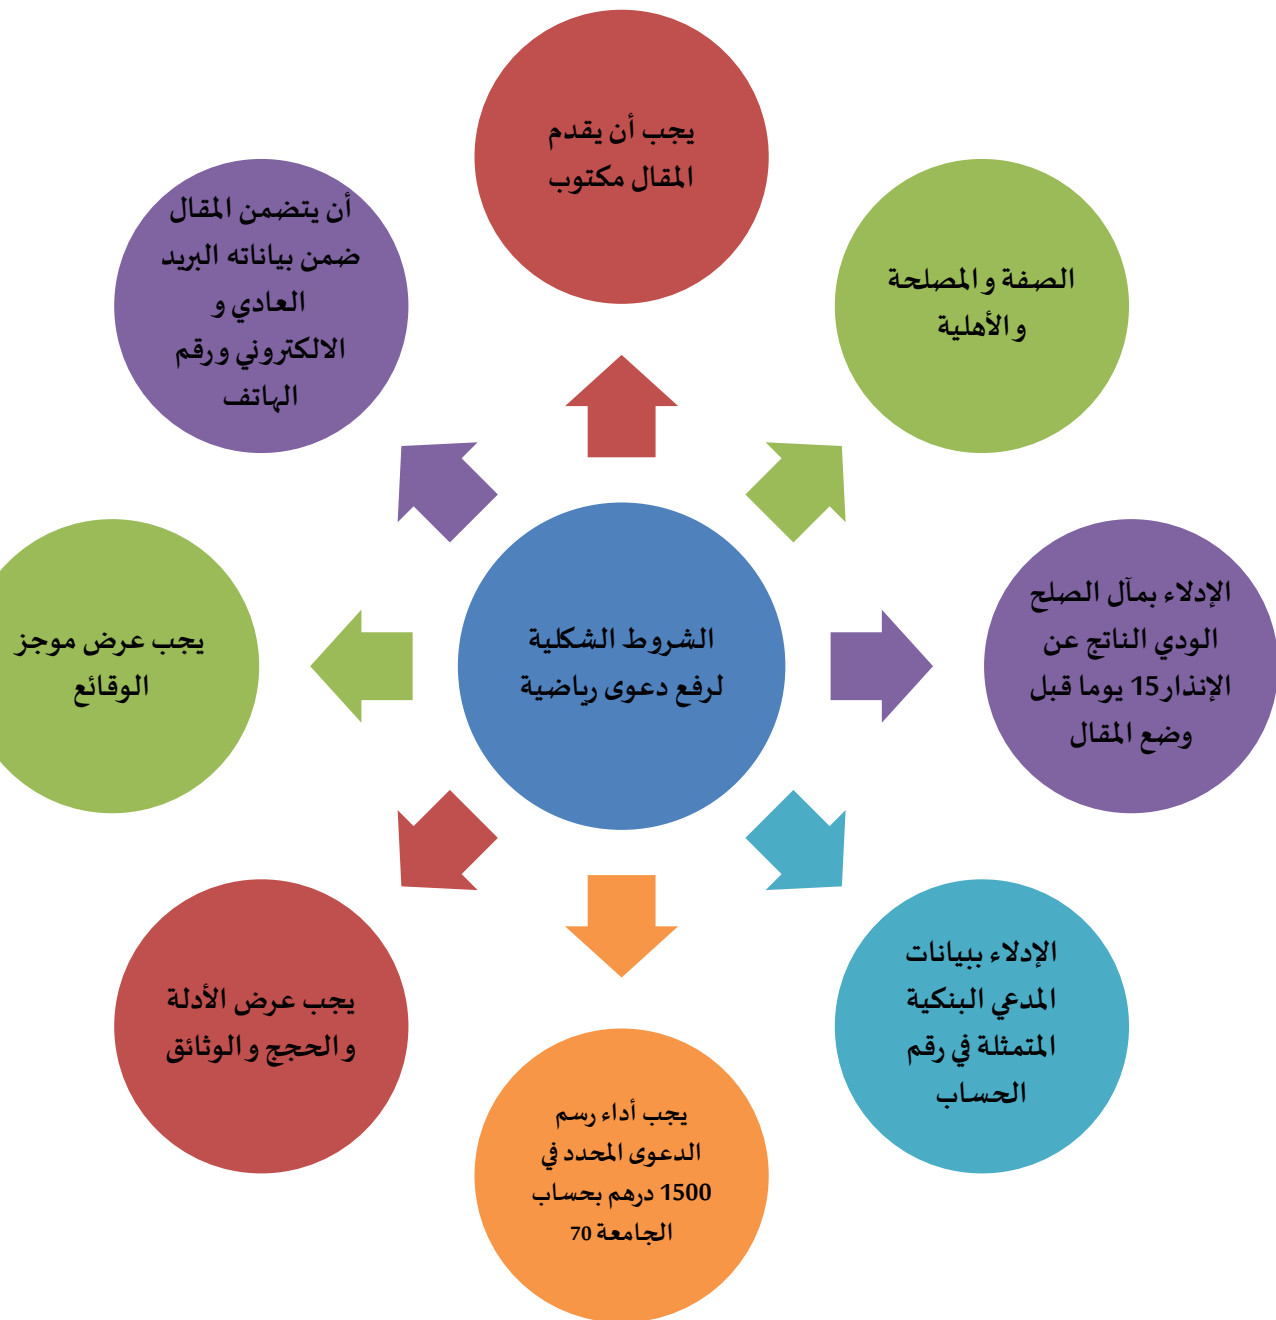 يجب أن يقدم
المقال مكتوب
الصفة و المصلحة
و الأهلية
الإدلاء بمآل الصلح
الودي الناتج عن
الإنذار 15 يوما قبل
وضع المقال
الإدلاء ببيانات
المدعي البنكية
المتمثلة في رقم
الحساب
يجب أداء رسم
الدعوى المحدد في
1500 درهم بحساب
الجامعة 70
يجب عرض الأدلة
و الحجج و الوثائق
يجب عرض موجز
الوقائع
أن يتضمن المقال
ضمن بياناته البريد
العادي و
الالكتروني ورقم
الهاتف
الشروط الشكلية
لرفع دعوى رياضية